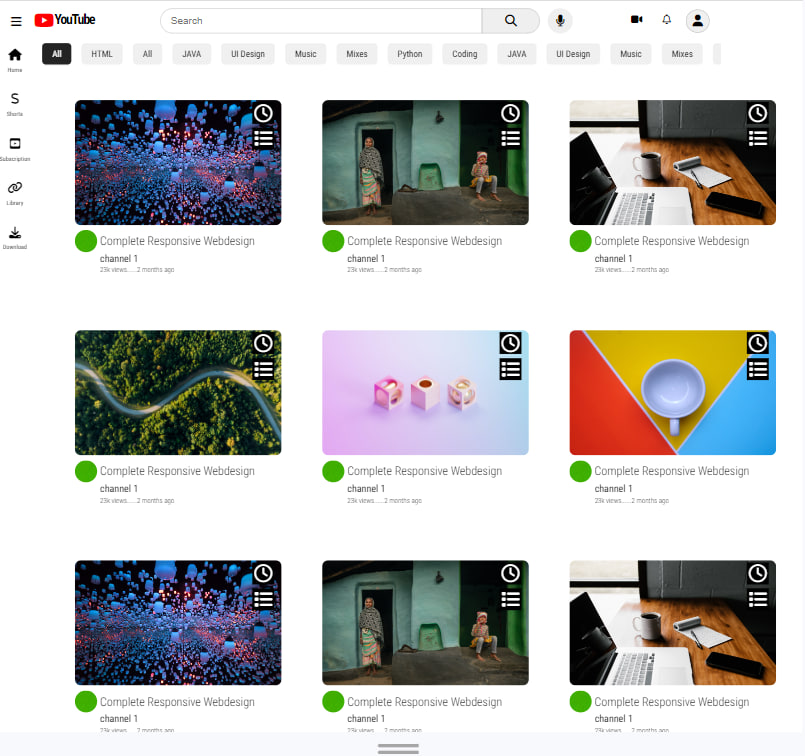 YouTube
Search
All
HTML
All
JAVA
UI Design
Music
Mixes
Python
Coding
JAVA
UI Design
Music
Mixes
Home
Shorts
Subscription
Library
Download
Complete Responsive Webdesign
channel 1
23k views......2 months ago
Complete Responsive Webdesign
channel 1
23k views......2 months ago
Complete Responsive Webdesign
channel 1
23k views......2 months ago
Complete Responsive Webdesign
channel 1
23k views......2 months ago
Complete Responsive Webdesign
channel 1
23k views......2 months ago
Complete Responsive Webdesign
channel 1
23k views......2 months ago
Complete Responsive Webdesign
channel 1
23k views......2 months ago
Complete Responsive Webdesign
channel 1
23k views......2 months ago
Complete Responsive Webdesign
channel 1
23k views......2 months ago